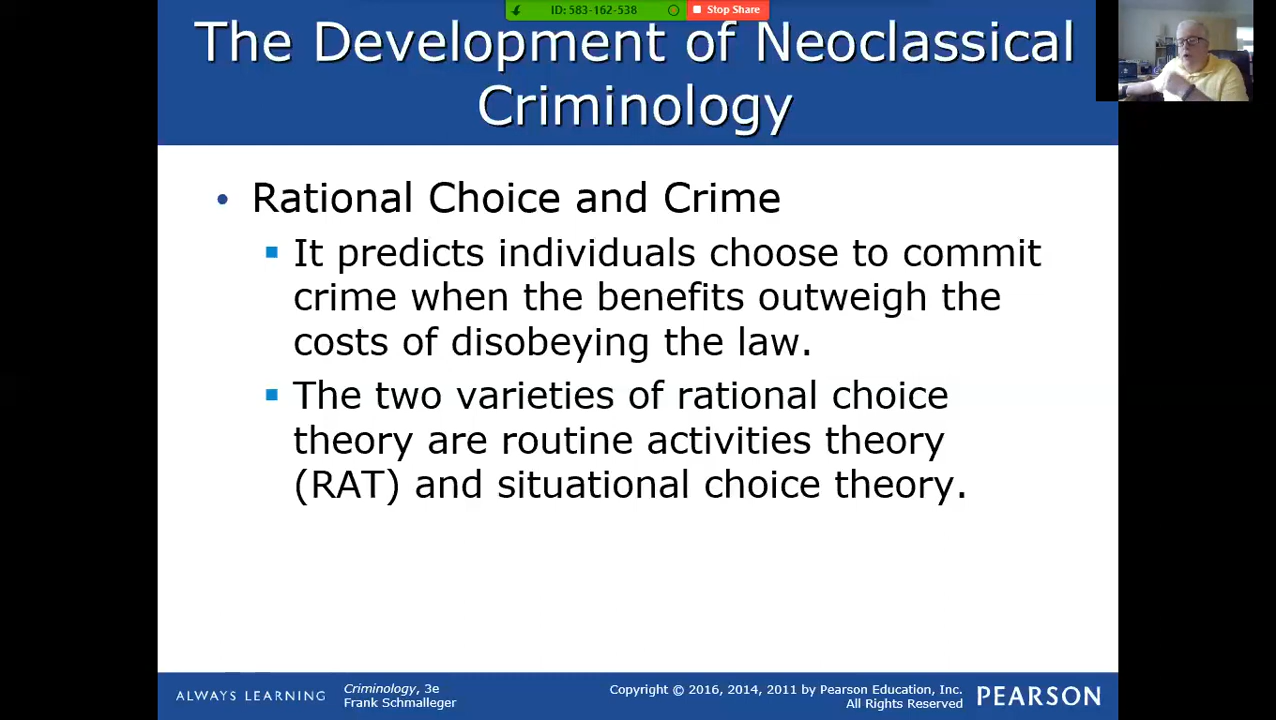 ID: 583-162-538
Stop Share
The Development of Neoclassical
Criminology
• Rational Choice and Crime
▪ It predicts individuals choose to commit
crime when the benefits outweigh the
costs of disobeying the law.
▪ The two varieties of rational choice
theory are routine activities theory
(RAT) and situational choice theory.
ALWAYS LEARNING
Criminology, 3e
Frank Schmalleger
Copyright © 2016, 2014, 2011 by Pearson Education, Inc.
All Rights Reserved
PEARSON